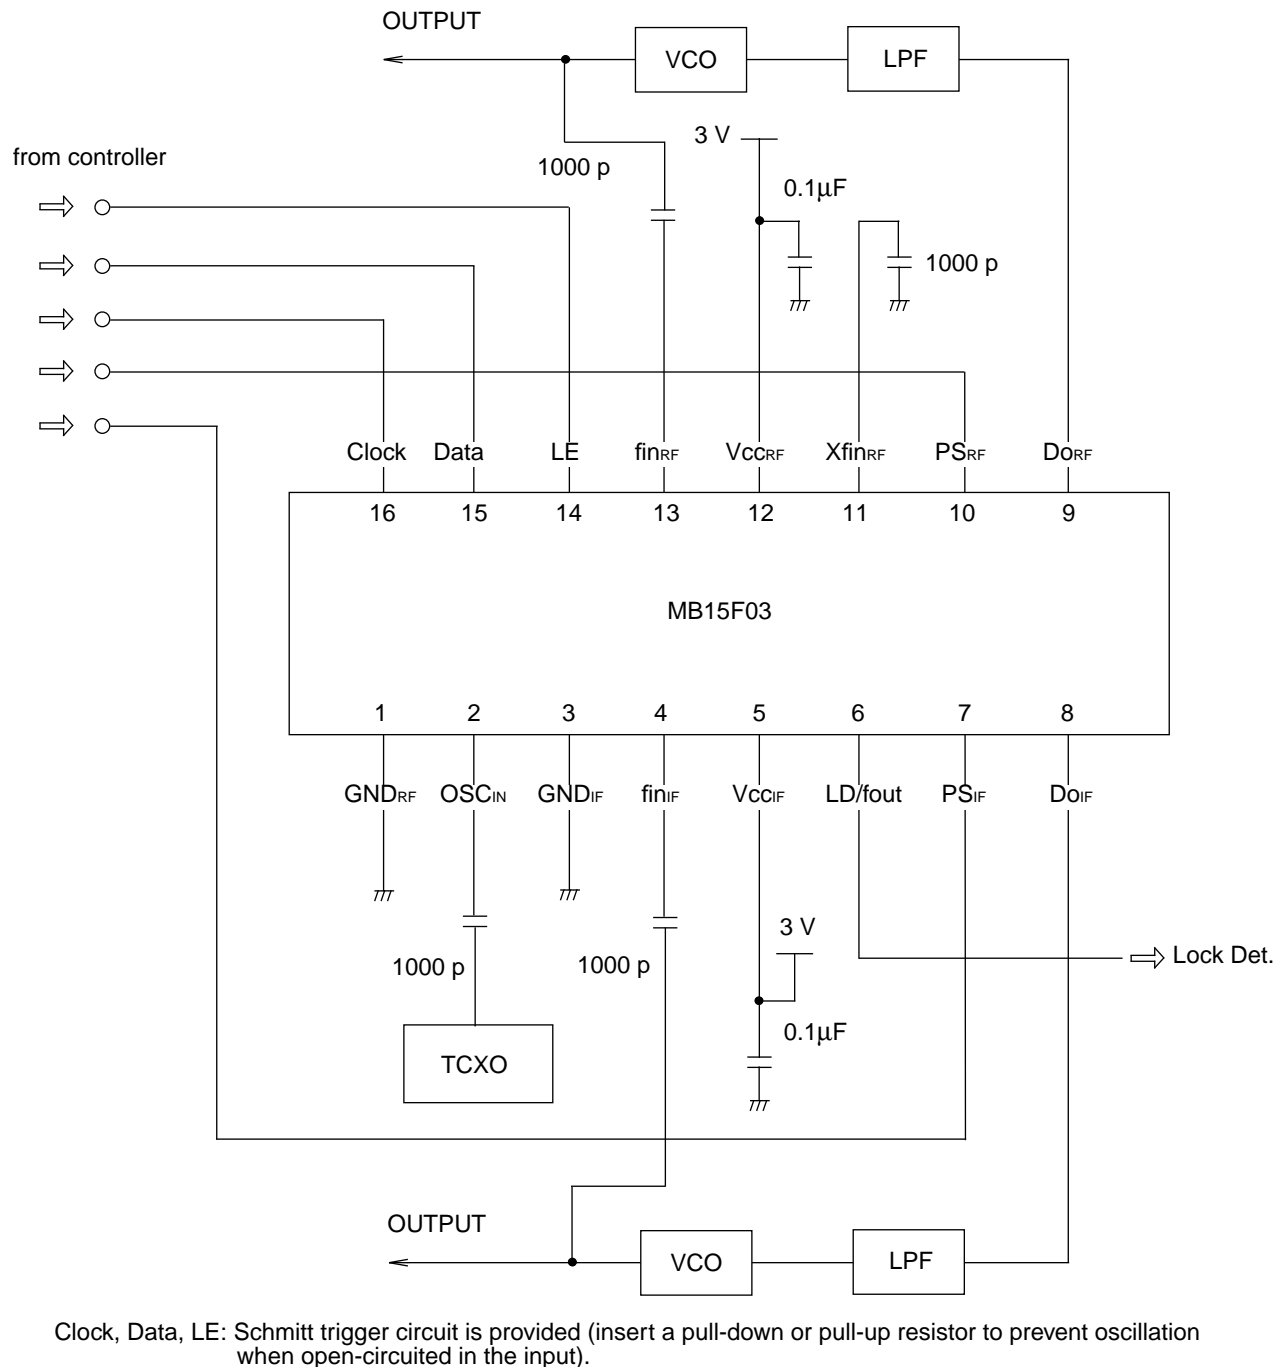 OUTPUT
VCO
LPF
3 V
from controller
1000 p
0.1µF
1000 p
Clock Data LE finRF VccRF XfinRF PSRF DoRF
16 15 14 13 12 11 10 9
MB15F03
1 2 3 4 5 6 7 8
GNDRF OSCIN GNDIF finIF VccIF LD/fout PSIF DoIF
3 V
Lock Det.
1000 p
1000 p
0.1µF
TCXO
OUTPUT
VCO
LPF
Clock, Data, LE: Schmitt trigger circuit is provided (insert a pull-down or pull-up resistor to prevent oscillation
when open-circuited in the input).